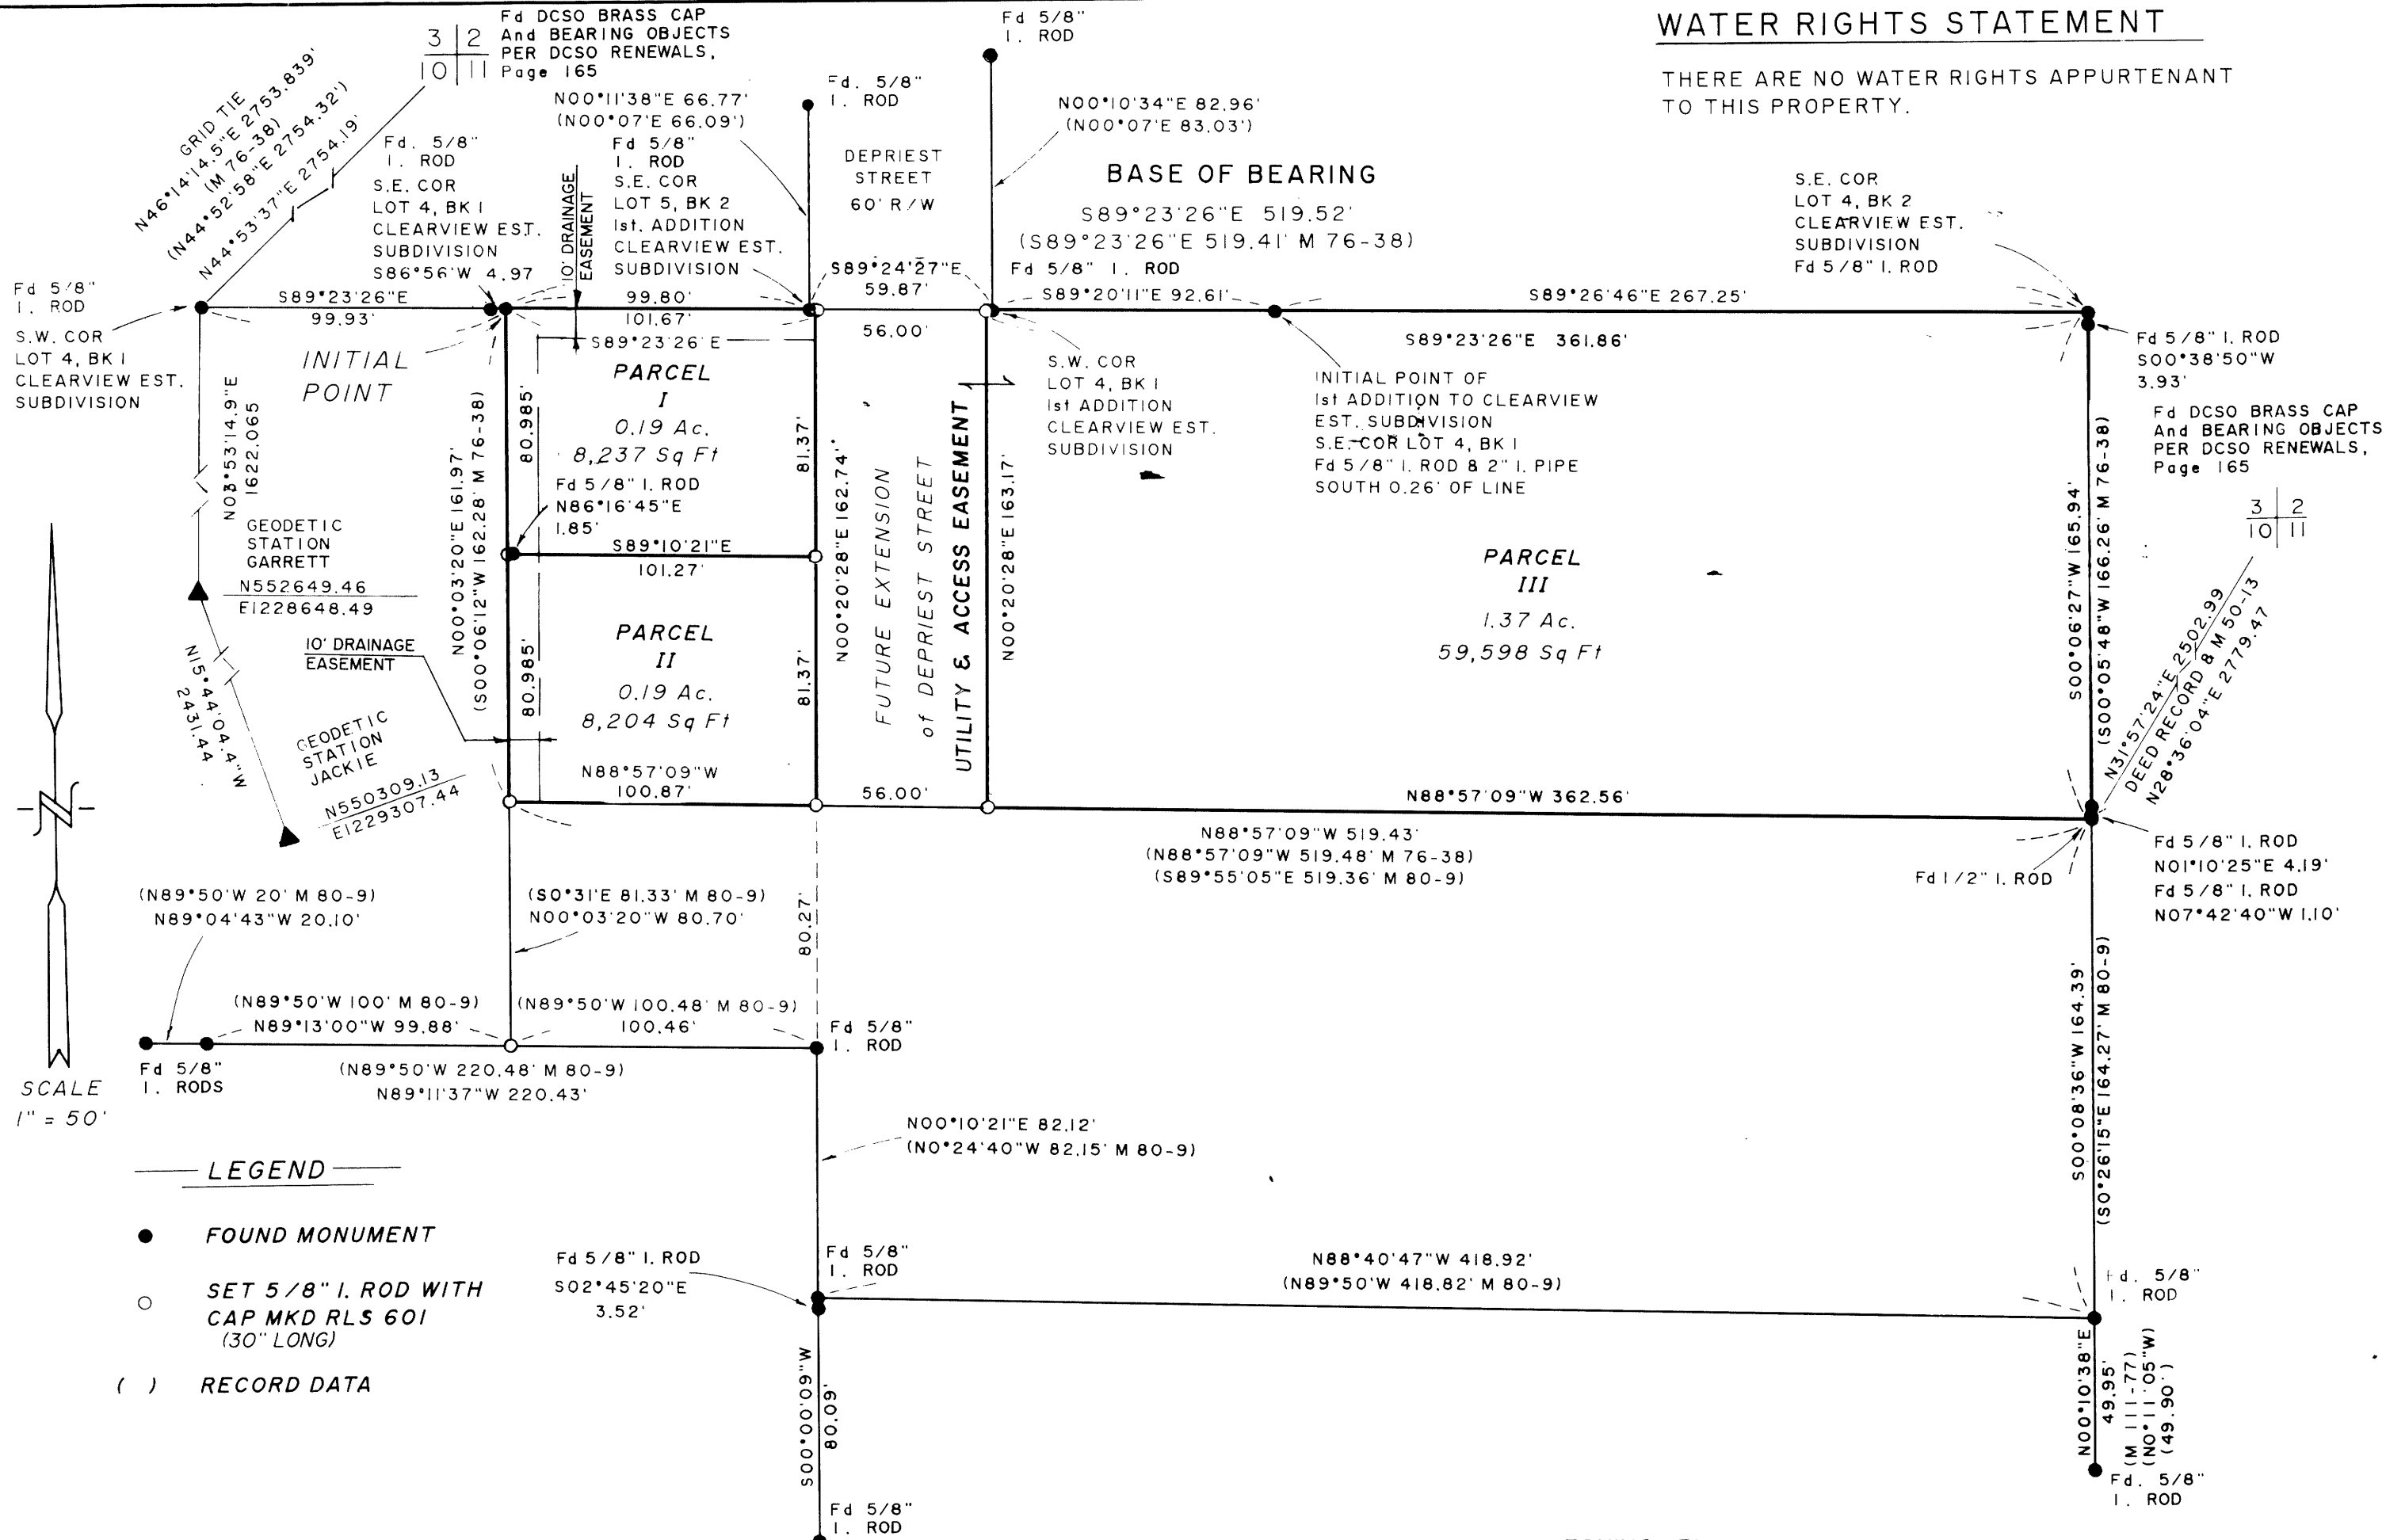 WATER RIGHTS STATEMENT
THERE ARE NO WATER RIGHTS APPURTENANT
TO THIS PROPERTY.
3 2
10 11
Fd DCSO BRASS CAP
And BEARING OBJECTS
PER DCSO RENEWALS,
Page 165
GRID TIE
N46°14'14.5"E 2753.839'
(M 76-38)
(N44°52'58"E 2754.32')
N44°53'37"E 2754.19'
Fd 5/8"
I. ROD
Fd. 5/8"
I. ROD
N00°11'38"E 66.77'
(N00°07'E 66.09')
N00°10'34"E 82.96'
(N00°07'E 83.03')
DEPRIEST
STREET
60' R/W
Fd. 5/8"
I. ROD
S.E. COR
LOT 4, BK 1
CLEARVIEW EST.
SUBDIVISION
S86°56'W 4.97
10' DRAINAGE
EASEMENT
Fd 5/8"
I. ROD
S.E. COR
LOT 5, BK 2
1st. ADDITION
CLEARVIEW EST.
SUBDIVISION
BASE OF BEARING
S89°23'26"E 519.52'
(S89°23'26"E 519.41' M 76-38)
Fd 5/8" I. ROD
S.E. COR
LOT 4, BK 2
CLEARVIEW EST.
SUBDIVISION
Fd 5/8" I. ROD
Fd 5/8"
I. ROD
S.W. COR
LOT 4, BK 1
CLEARVIEW EST.
SUBDIVISION
S89°23'26"E
99.93'
99.80'
101.67'
S89°23'26"E
S89°24'27"E
59.87'
56.00'
S89°20'11"E 92.61'
S89°26'46"E 267.25'
S89°23'26"E 361.86'
INITIAL
POINT
Fd 5/8" I. ROD
S00°38'50"W
3.93'
Fd DCSO BRASS CAP
And BEARING OBJECTS
PER DCSO RENEWALS,
Page 165
3 2
10 11
S.W. COR
LOT 4, BK 1
1st ADDITION
CLEARVIEW EST.
SUBDIVISION
INITIAL POINT OF
1st ADDITION TO CLEARVIEW
EST. SUBDIVISION
S.E. COR LOT 4, BK 1
Fd 5/8" I. ROD & 2" I. PIPE
SOUTH 0.26' OF LINE
N03°53'14.9"E
1622.065
GEODETIC
STATION
GARRETT
N552649.46
E1228648.49
N15°44'04.4"W
2431.44
GEODETIC
STATION
JACKIE
N550309.13
E1229307.44
10' DRAINAGE
EASEMENT
N00°03'20"E 161.97'
(S00°06'12"W 162.28' M 76-38)
80.985'
PARCEL
I
0.19 Ac.
8,237 Sq Ft
81.37'
Fd 5/8" I. ROD
N86°16'45"E
1.85'
S89°10'21"E
101.27'
80.985'
PARCEL
II
0.19 Ac.
8,204 Sq Ft
81.37'
N88°57'09"W
100.87'
N00°20'28"E 162.74'
FUTURE EXTENSION
of DEPRIEST STREET
UTILITY & ACCESS EASEMENT
N00°20'28"E 163.17'
56.00'
PARCEL
III
1.37 Ac.
59,598 Sq Ft
S00°06'27"W 165.94'
(S00°05'48"W 166.26' M 76-38)
N31°57'24"E 2502.99
DEED RECORD & M 50-13
N28°36'04"E 2779.47
N88°57'09"W 362.56'
N88°57'09"W 519.43'
(N88°57'09"W 519.48' M 76-38)
(S89°55'05"E 519.36' M 80-9)
Fd 1/2" I. ROD
Fd 5/8" I. ROD
N01°10'25"E 4.19'
Fd 5/8" I. ROD
N07°42'40"W 1.10'
(N89°50'W 20' M 80-9)
N89°04'43"W 20.10'
(S0°31'E 81.33' M 80-9)
N00°03'20"W 80.70'
80.27'
(N89°50'W 100' M 80-9)
N89°13'00"W 99.88'
(N89°50'W 100.48' M 80-9)
100.46'
Fd 5/8"
I. ROD
Fd 5/8"
I. RODS
(N89°50'W 220.48' M 80-9)
N89°11'37"W 220.43'
SCALE
1" = 50'
N
S00°08'36"W 164.39'
(S0°26'15"E 164.27' M 80-9)
N00°10'21"E 82.12'
(N0°24'40"W 82.15' M 80-9)
LEGEND
FOUND MONUMENT
SET 5/8" I. ROD WITH
CAP MKD RLS 601
(30" LONG)
( ) RECORD DATA
Fd 5/8" I. ROD
S02°45'20"E
3.52'
Fd 5/8"
I. ROD
N88°40'47"W 418.92'
(N89°50'W 418.82' M 80-9)
Fd. 5/8"
I. ROD
S00°00'09"W
80.09'
Fd 5/8"
I. ROD
N00°10'38"E
49.95'
(M 111-77)
(N0°11'05"W)
(49.90')
Fd. 5/8"
I. ROD